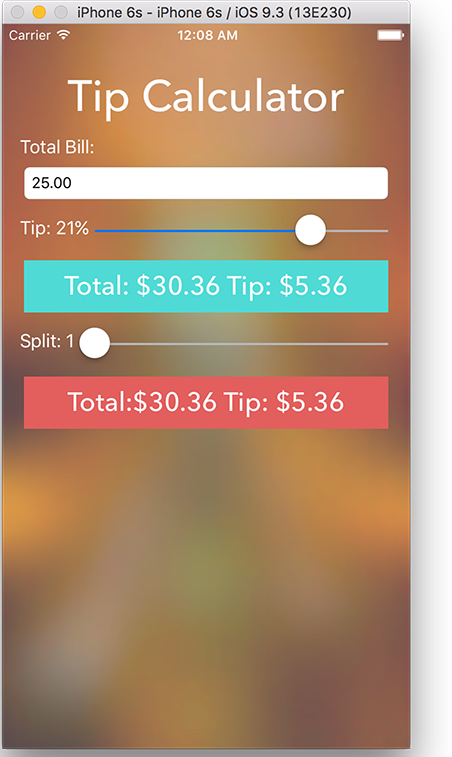 iPhone 6s - iPhone 6s / iOS 9.3 (13E230)
Carrier 12:08 AM
Tip Calculator
Total Bill:
25.00
Tip: 21%
Total: $30.36 Tip: $5.36
Split: 1
Total:$30.36 Tip: $5.36